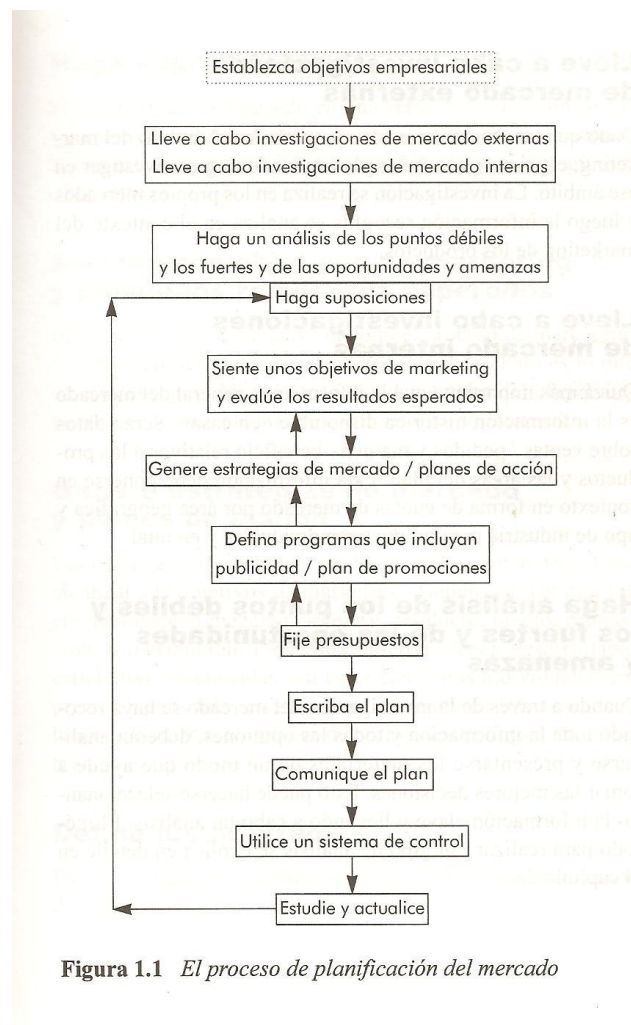 Establezca objetivos empresariales
Lleve a cabo investigaciones de mercado externas
Lleve a cabo investigaciones de mercado internas
Haga un análisis de los puntos débiles
y los fuertes y de las oportunidades y amenazas
Haga suposiciones
Siente unos objetivos de marketing
y evalúe los resultados esperados
Genere estrategias de mercado / planes de acción
Defina programas que incluyan
publicidad / plan de promociones
Fije presupuestos
Escriba el plan
Comunique el plan
Utilice un sistema de control
Estudie y actualice
Figura 1.1 El proceso de planificación del mercado